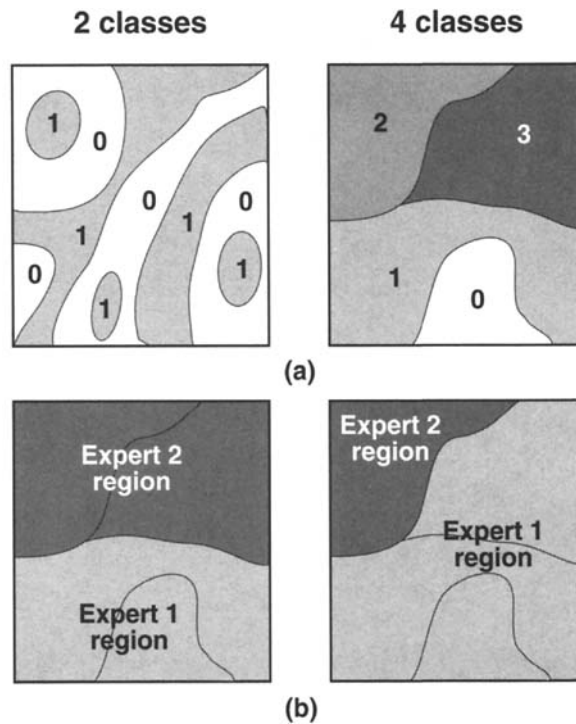 2 classes
4 classes
1
0
0
0
1
1
1
0
1
2
3
1
0
(a)
Expert 2
region
Expert 1
region
Expert 2
region
Expert 1
region
(b)